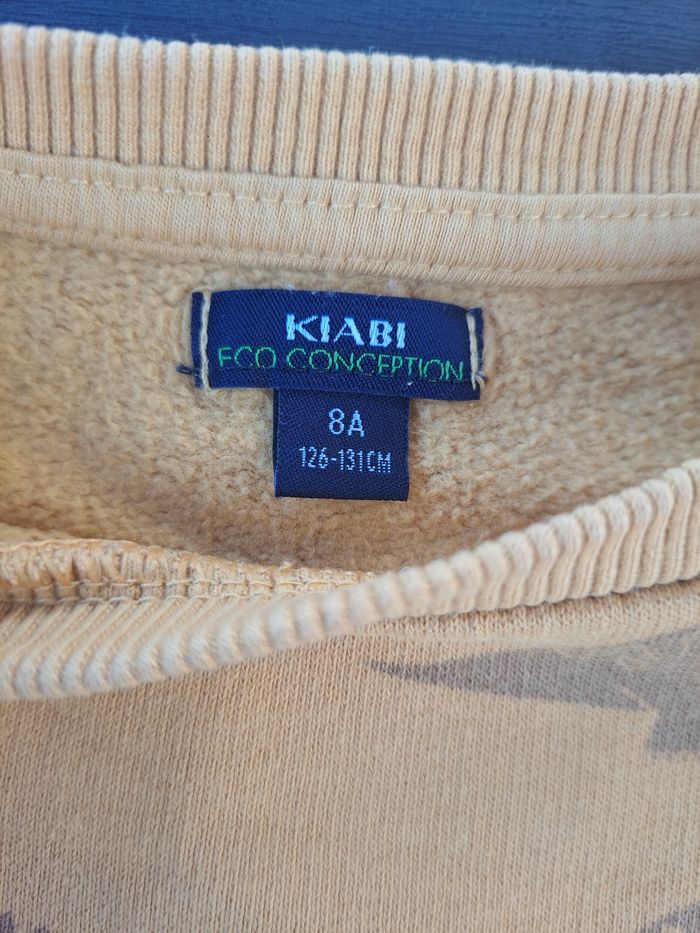 KIABI
ECO CONCEPTION
8A
126-131CM